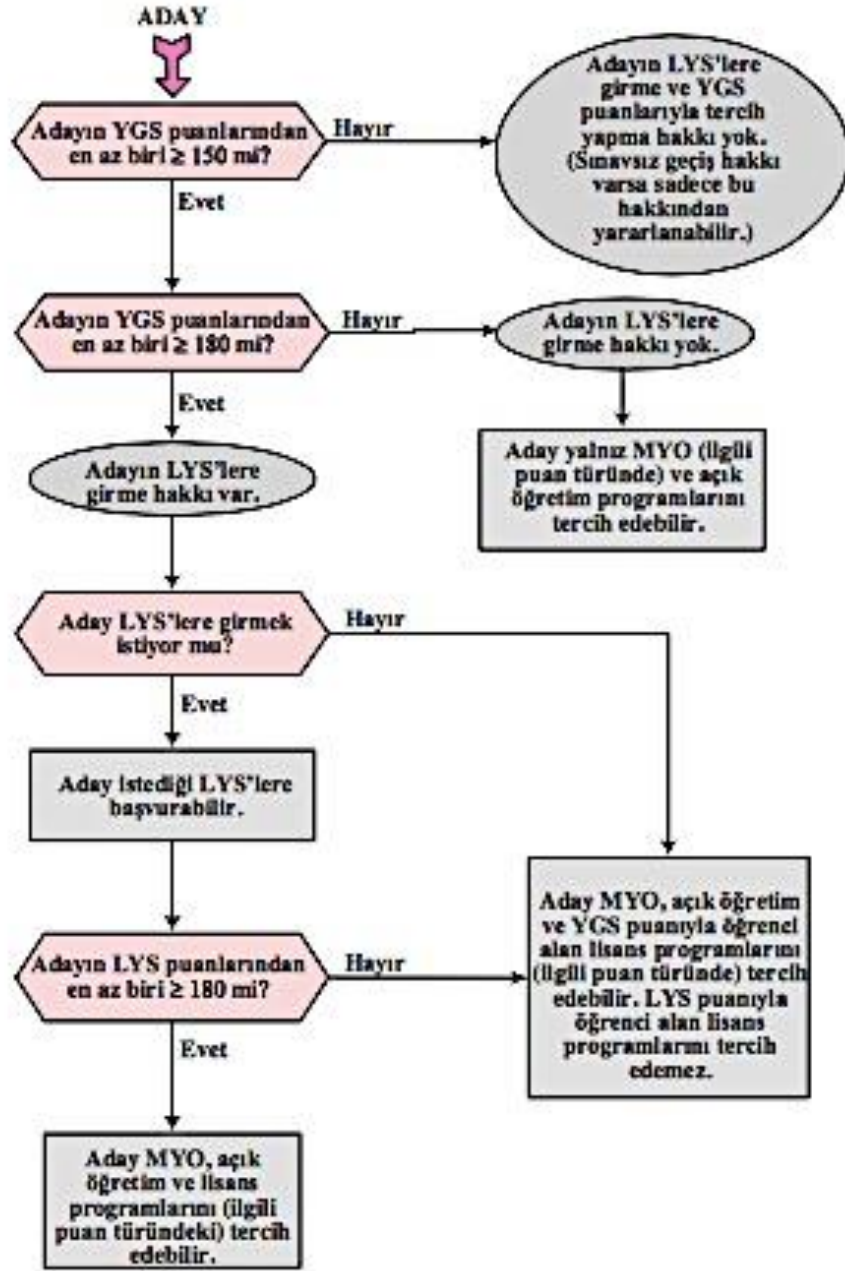 ADAY
Adayın YGS puanlarından
en az biri ≥ 150 mi?
Hayır
Adayın LYS'lere
girme ve YGS
puanlarıyla tercih
yapma hakkı yok.
(Sınavsız geçiş hakkı
varsa sadece bu
hakkından
yararlanabilir.)
Evet
Adayın YGS puanlarından
en az biri ≥ 180 mi?
Hayır
Adayın LYS'lere
girme hakkı yok.
Evet
Aday yalnız MYO (ilgili
puan türünde) ve açık
öğretim programlarını
tercih edebilir.
Adayın LYS'lere
girme hakkı var.
Aday LYS'lere girmek
istiyor mu?
Hayır
Evet
Aday istediği LYS'lere
başvurabilir.
Adayın LYS puanlarından
en az biri ≥ 180 mi?
Hayır
Aday MYO, açık öğretim
ve YGS puanıyla öğrenci
alan lisans programlarını
(ilgili puan türünde) tercih
edebilir. LYS puanıyla
öğrenci alan lisans
programlarını tercih
edemez.
Evet
Aday MYO, açık
öğretim ve lisans
programlarını (ilgili
puan türündeki) tercih
edebilir.